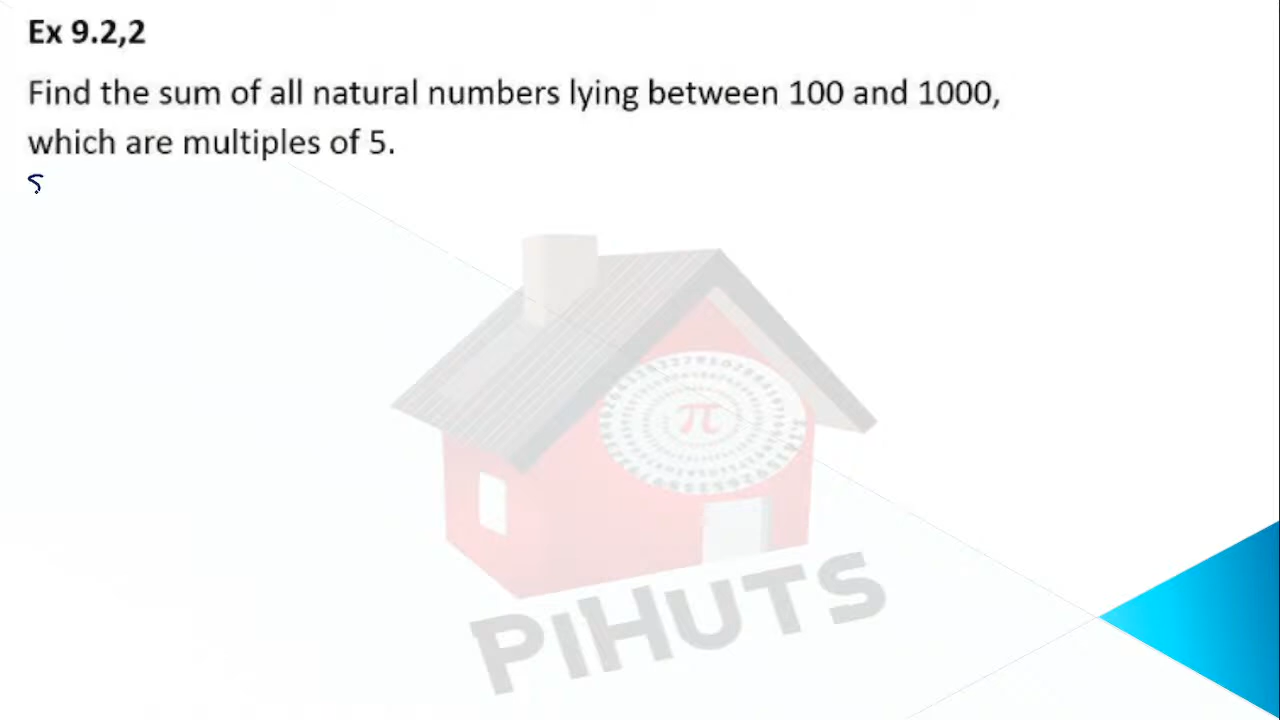 Ex 9.2,2
Find the sum of all natural numbers lying between 100 and 1000,
which are multiples of 5.
S
π
PIHUTS